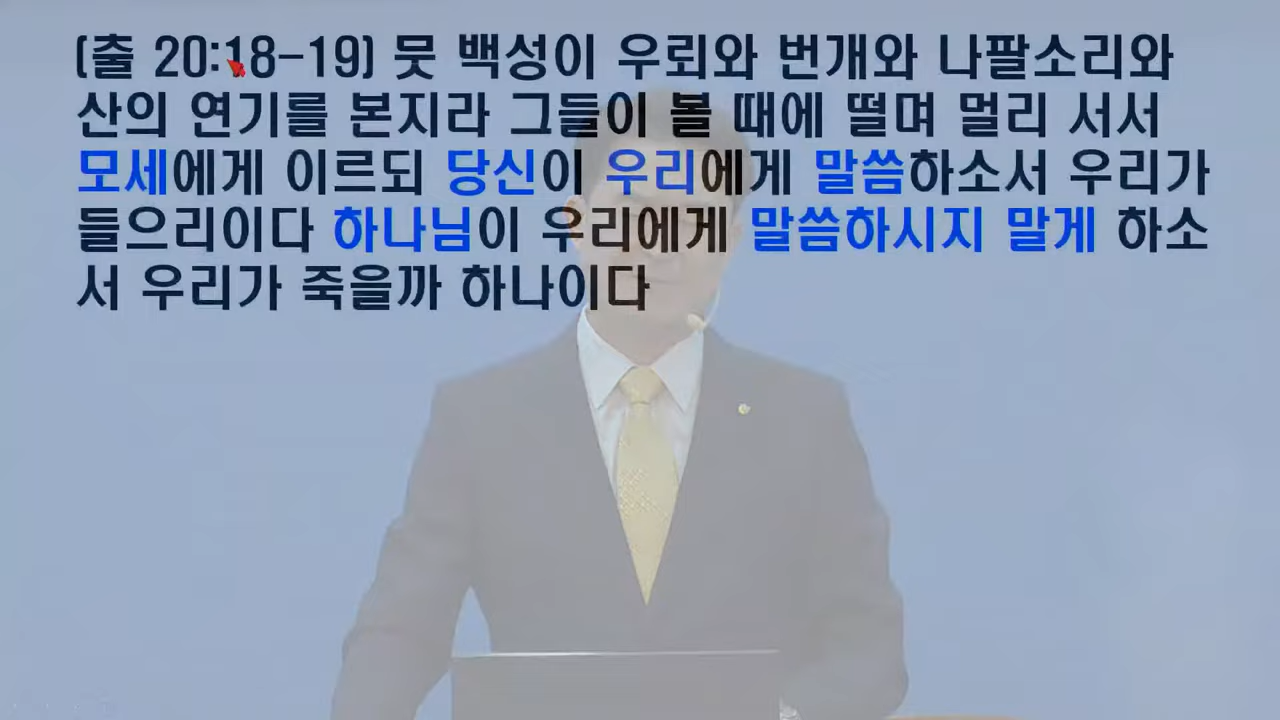 (출 20:18-19) 뭇 백성이 우뢰와 번개와 나팔소리와
산의 연기를 본지라 그들이 볼 때에 떨며 멀리 서서
모세에게 이르되 당신이 우리에게 말씀하소서 우리가
들으리이다 하나님이 우리에게 말씀하시지 말게 하소
서 우리가 죽을까 하나이다